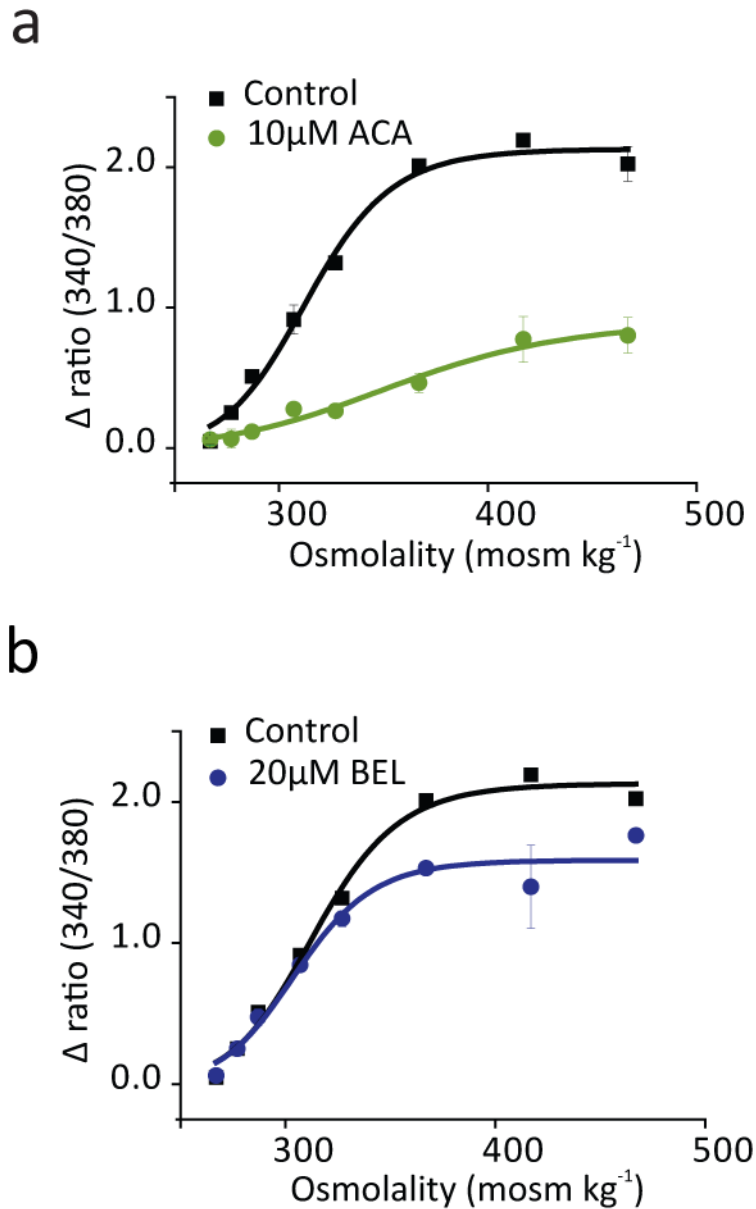 a
Control
10μM ACA
Δ ratio (340/380)
2.0
1.0
0.0
300 400 500
Osmolality (mosm kg⁻¹)
b
Control
20μM BEL
Δ ratio (340/380)
2.0
1.0
0.0
300 400 500
Osmolality (mosm kg⁻¹)